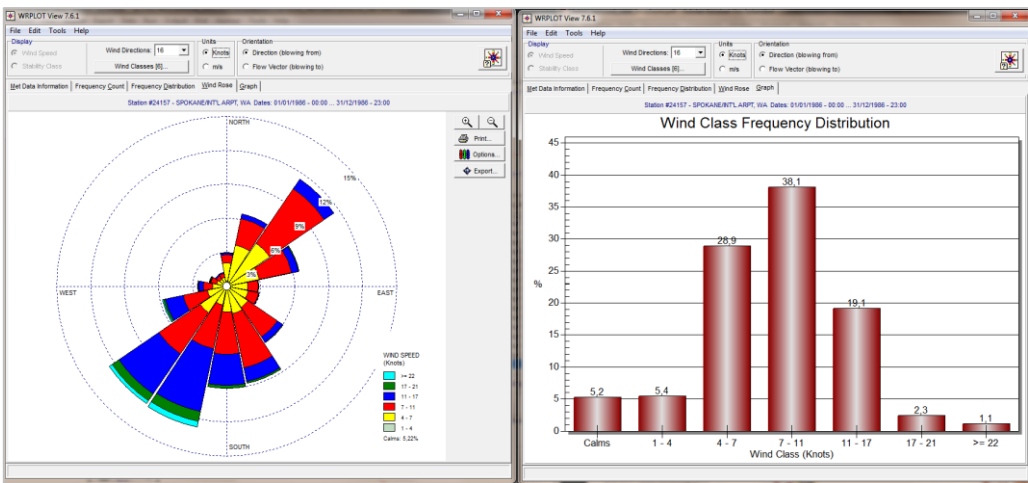 WRPLOT View 7.6.1
File Edit Tools Help
Display
Wind Speed
Stability Class
Wind Directions: 16
Wind Classes [6]...
Units
Knots
m/s
Orientation
Direction (blowing from)
Flow Vector (blowing to)
Met Data Information Frequency Count Frequency Distribution Wind Rose Graph
Station #24157 - SPOKANE/INT'L ARPT, WA Dates: 01/01/1986 - 00:00 ... 31/12/1986 - 23:00
NORTH
15%
12%
9%
6%
3%
WEST
EAST
SOUTH
Print...
Options...
Export...
WIND SPEED
(Knots)
>= 22
17 - 21
11 - 17
7 - 11
4 - 7
1 - 4
Calms: 5,22%
WRPLOT View 7.6.1
File Edit Tools Help
Display
Wind Speed
Stability Class
Wind Directions: 16
Wind Classes [6]...
Units
Knots
m/s
Orientation
Direction (blowing from)
Flow Vector (blowing to)
Met Data Information Frequency Count Frequency Distribution Wind Rose Graph
Station #24157 - SPOKANE/INT'L ARPT, WA Dates: 01/01/1986 - 00:00 ... 31/12/1986 - 23:00
Wind Class Frequency Distribution
45
40
35
30
25
20
15
10
5
0
%
5,2
5,4
28,9
38,1
19,1
2,3
1,1
Calms 1 - 4 4 - 7 7 - 11 11 - 17 17 - 21 >= 22
Wind Class (Knots)